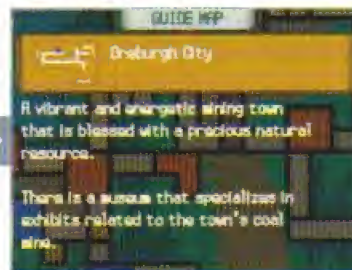 GUIDE MAP
Oreburgh City
A vibrant and energetic mining town
that is blessed with a precious natural
resource.
There is a museum that specializes in
exhibits related to the town's coal
mine.